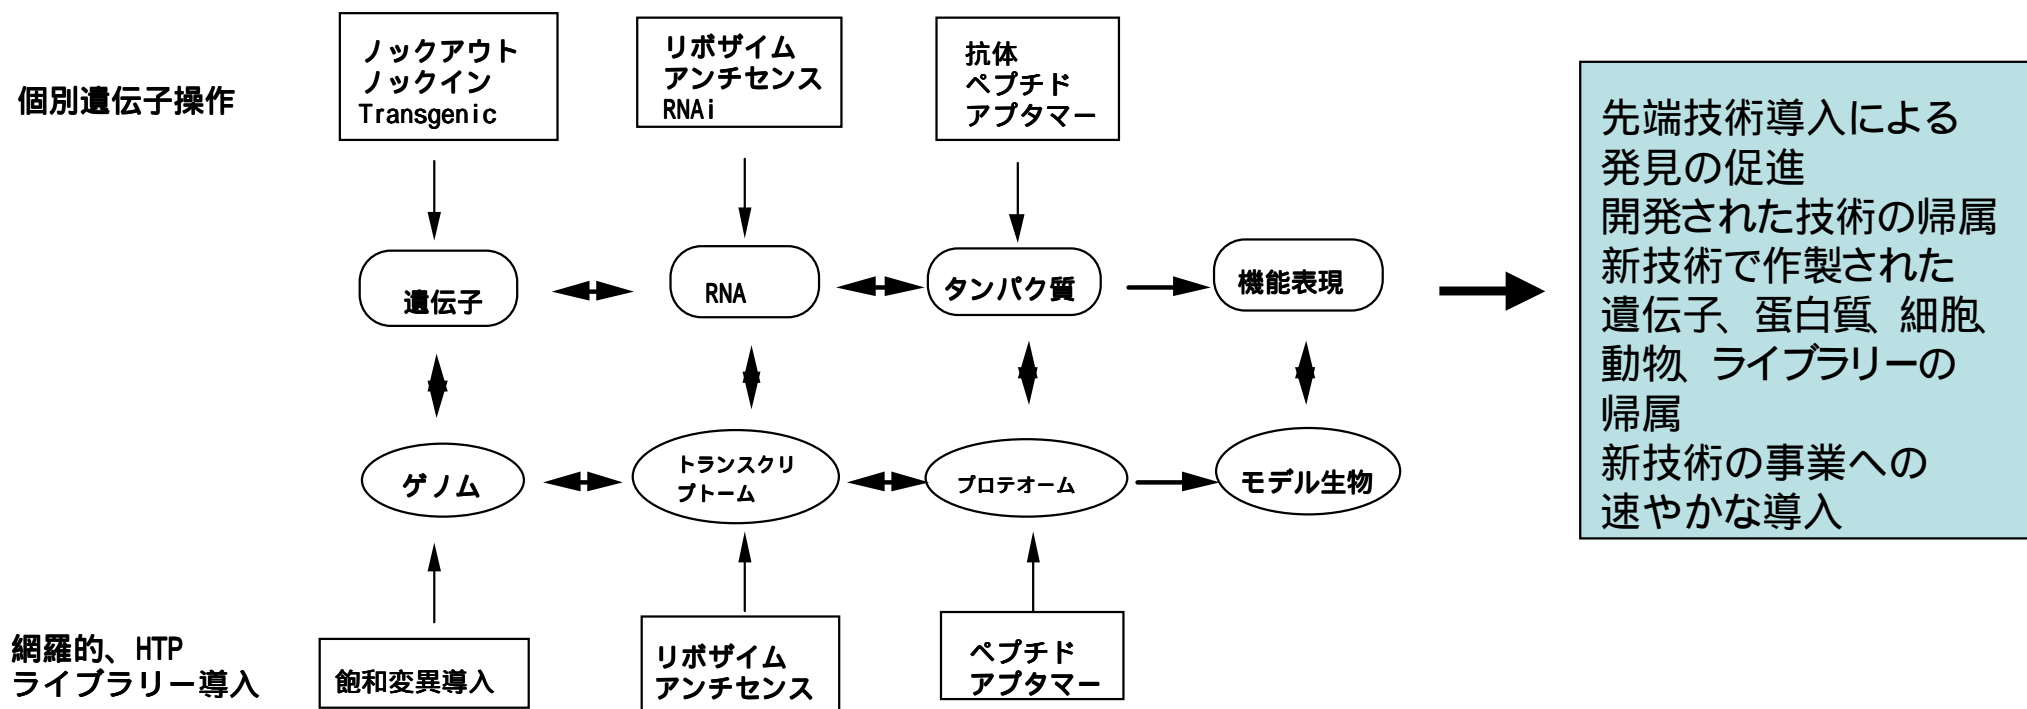 個別遺伝子操作
ノックアウト
ノックイン
Transgenic
リボザイム
アンチセンス
RNAi
抗体
ペプチド
アプタマー
遺伝子
RNA
タンパク質
機能表現
ゲノム
トランスクリ
プトーム
プロテオーム
モデル生物
網羅的、HTP
ライブラリー導入
飽和変異導入
リボザイム
アンチセンス
ペプチド
アプタマー
先端技術導入による
発見の促進
開発された技術の帰属
新技術で作製された
遺伝子、蛋白質、細胞、
動物、ライブラリーの
帰属
新技術の事業への
速やかな導入